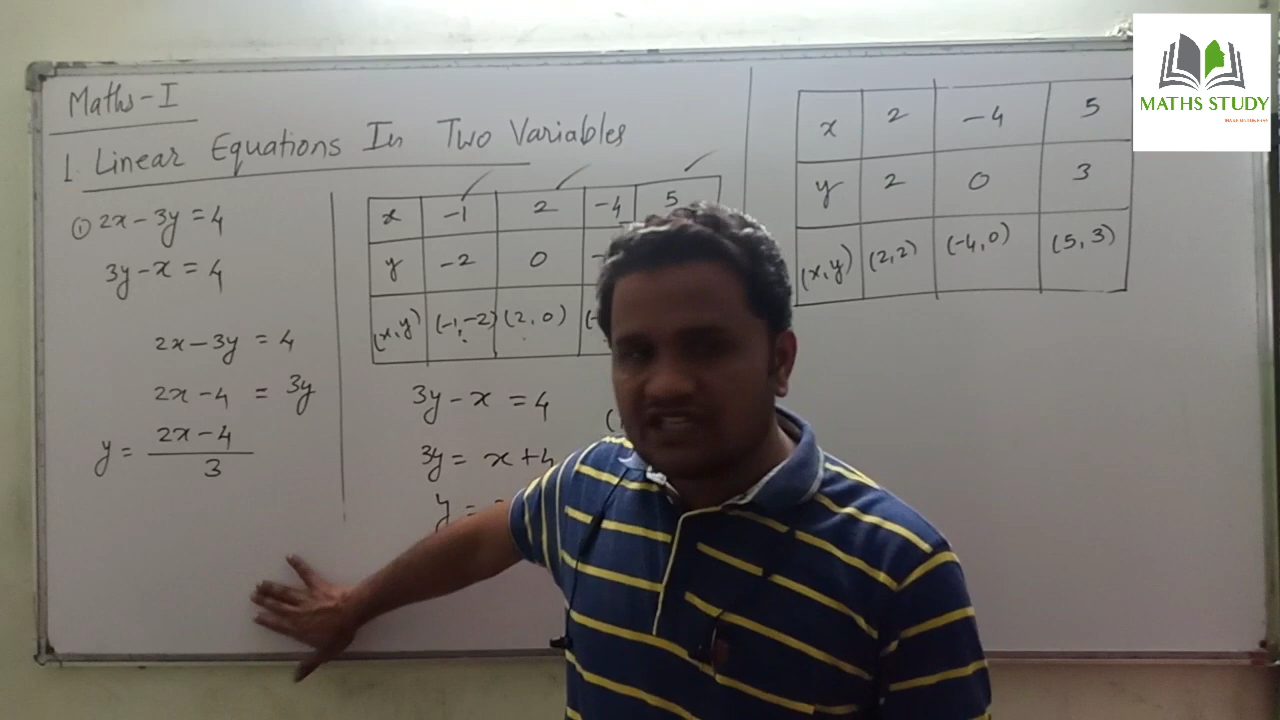 Maths-I
1. Linear Equations In Two Variables
① 2x-3y = 4
3y-x = 4
2x-3y = 4
2x-4 = 3y
y = 2x-4
3
x -1 2 -4 5
y -2 0
(x,y) (-1,-2) (2,0)
3y-x = 4
3y = x+4
y =
x 2 -4 5
y 2 0 3
(x,y) (2,2) (-4,0) (5,3)
MATHS STUDY